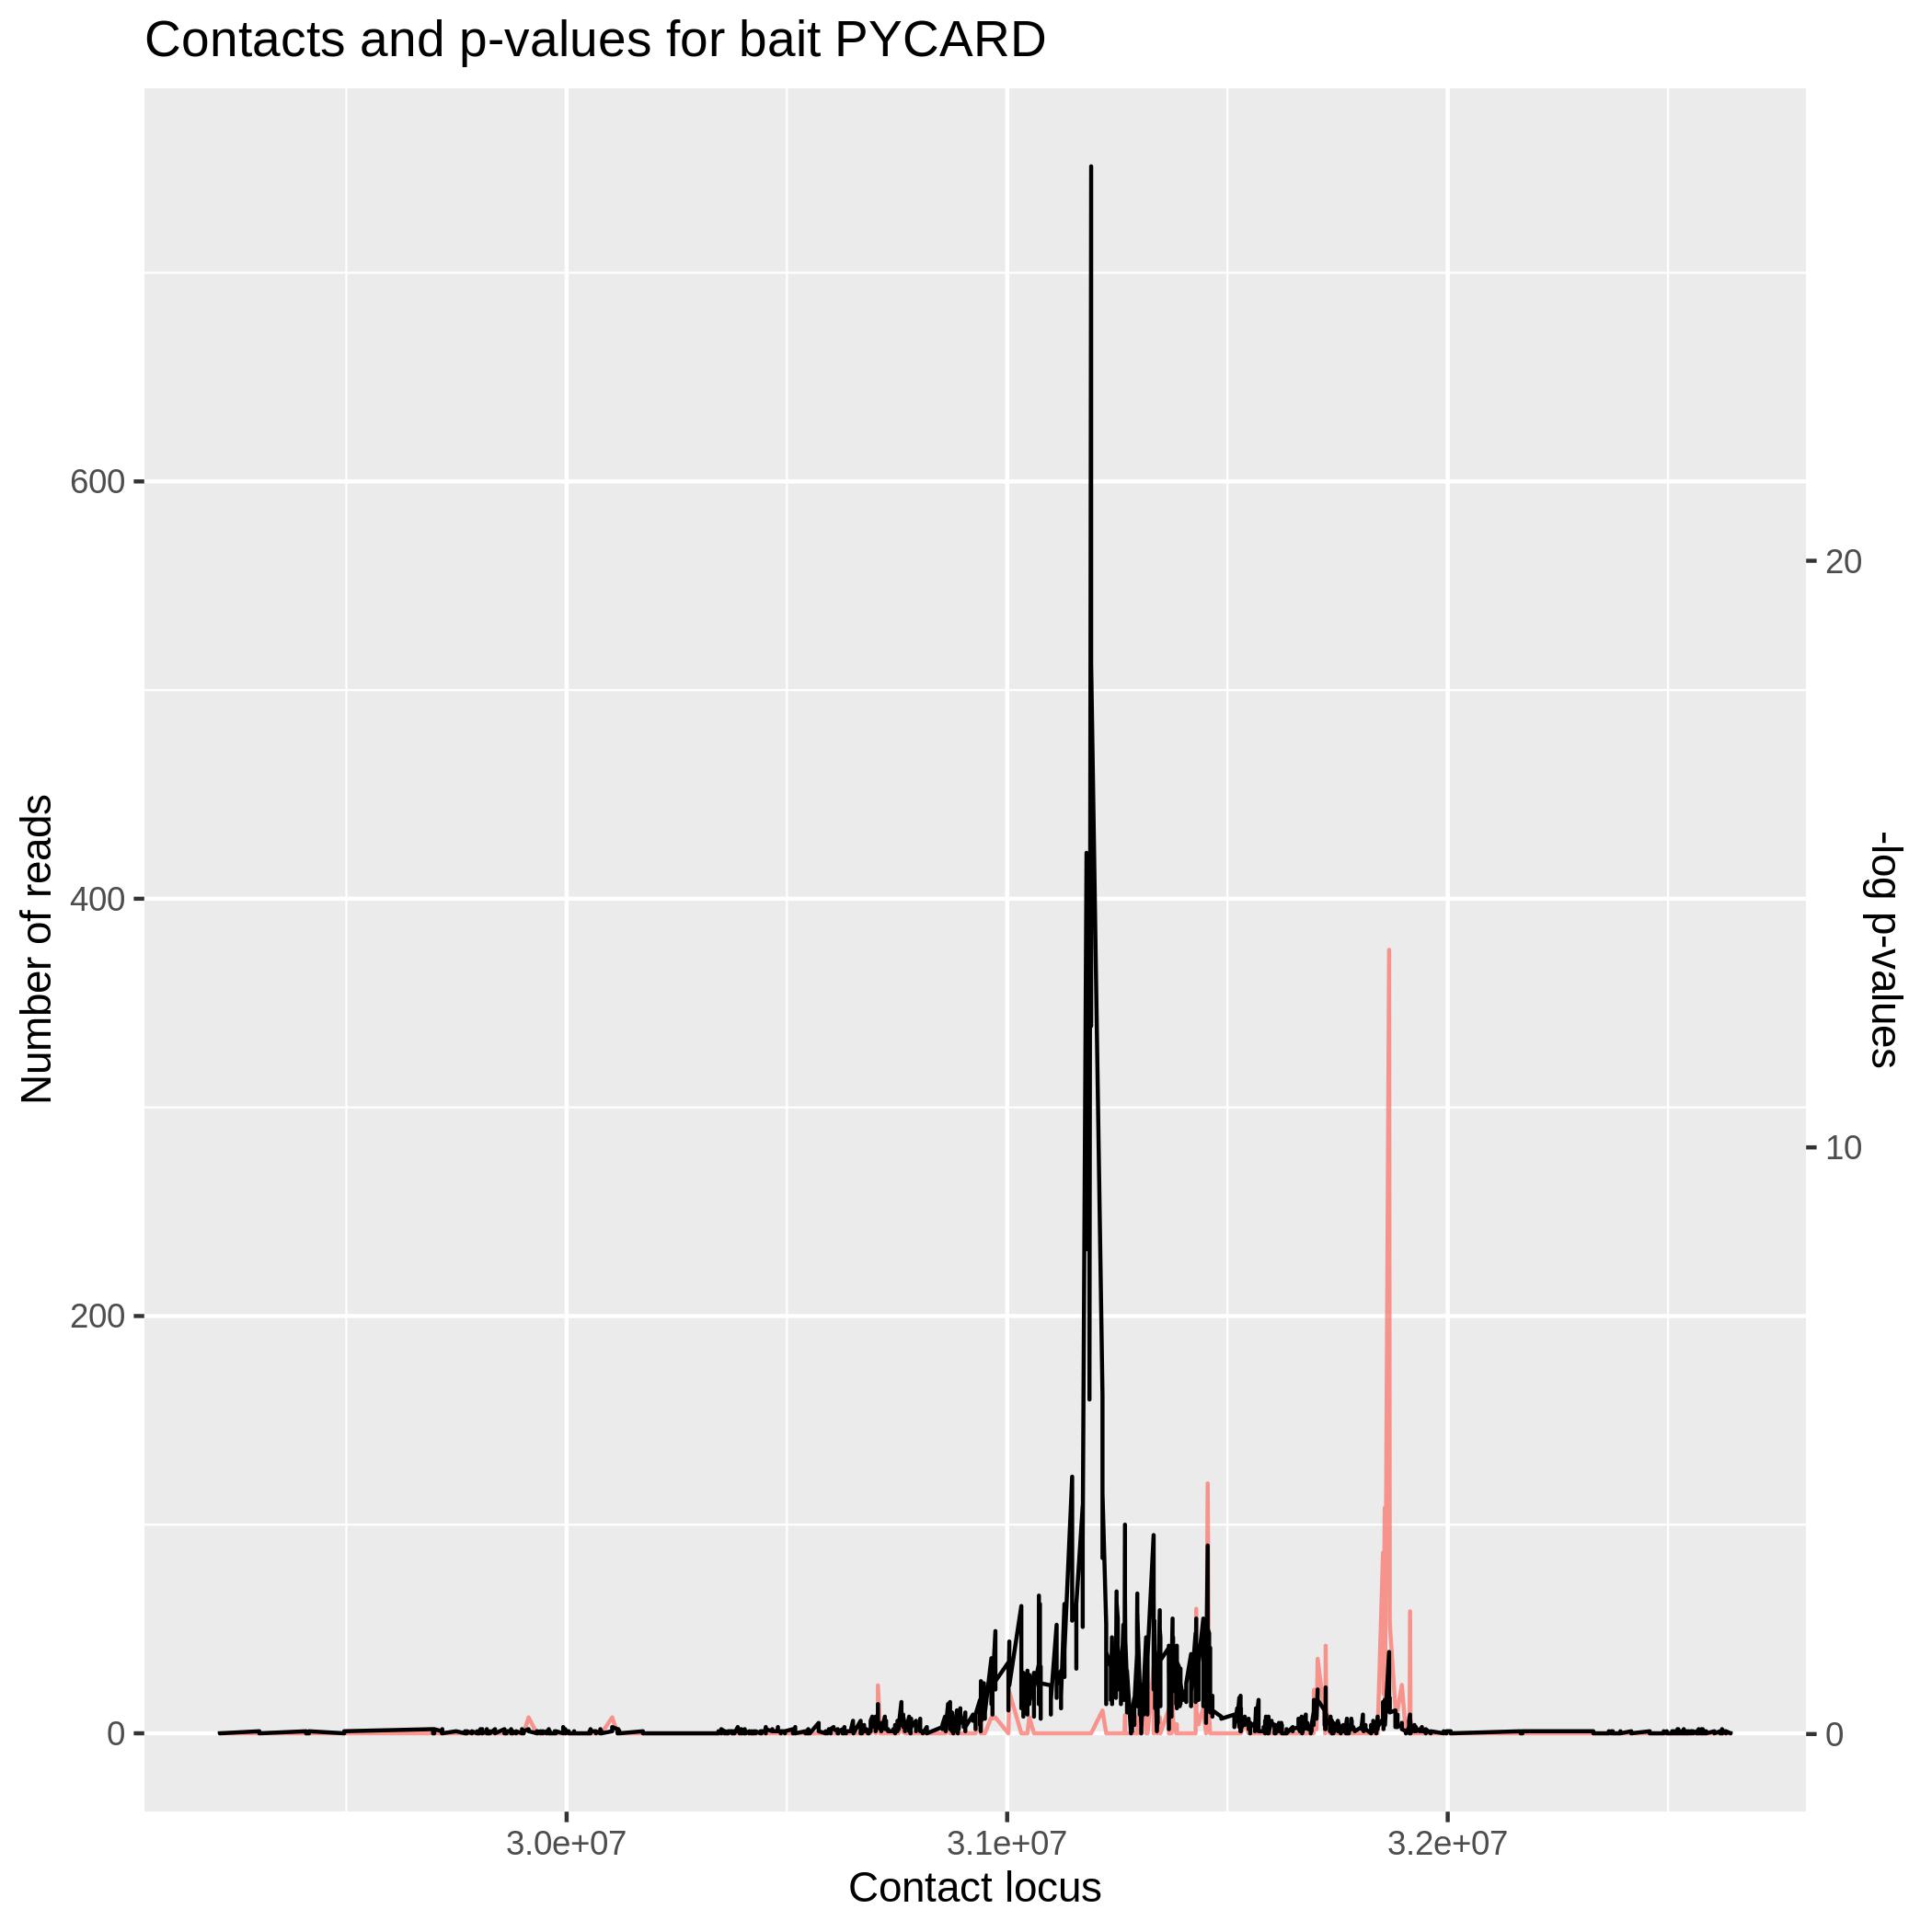 Contacts and p-values for bait PYCARD
600
400
200
0
Number of reads
20
10
0
-log p-values
3.0e+07
3.1e+07
3.2e+07
Contact locus